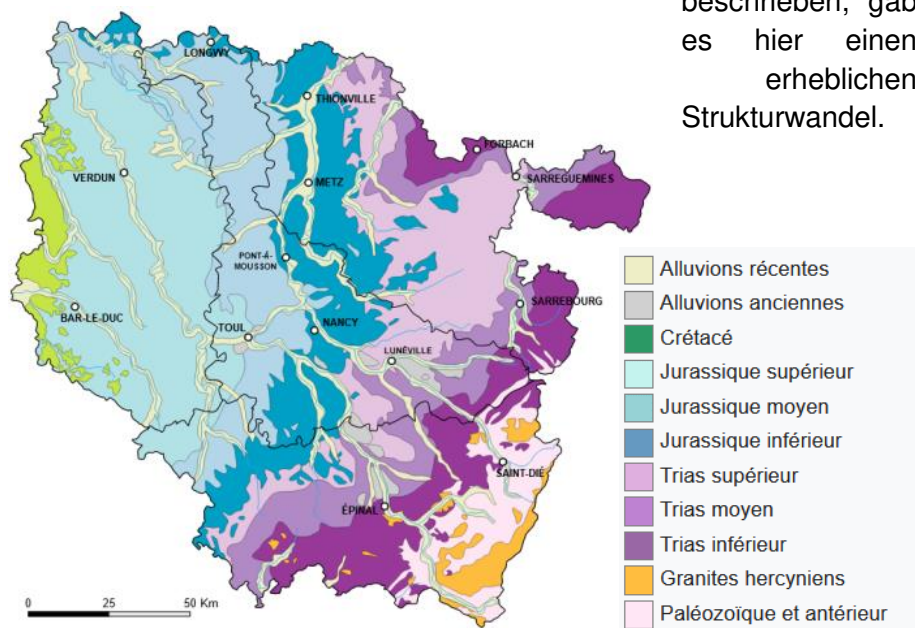 beschrieben, gab
es hier einen
erheblichen
Strukturwandel.
LONGWY
THIONVILLE
FORBACH
VERDUN
METZ
SARREGUEMINES
PONT-À-
MOUSSON
BAR-LE-DUC
TOUL
NANCY
SARREBOURG
LUNÉVILLE
SAINT-DIÉ
ÉPINAL
0 25 50 Km
Alluvions récentes
Alluvions anciennes
Crétacé
Jurassique supérieur
Jurassique moyen
Jurassique inférieur
Trias supérieur
Trias moyen
Trias inférieur
Granites hercyniens
Paléozoïque et antérieur